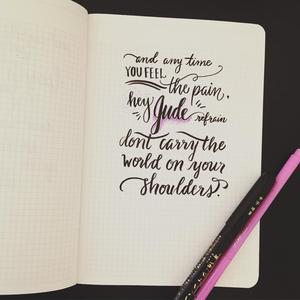 and any time
YOU FEEL the pain,
hey Jude refrain
dont carry the
world on your
shoulders.